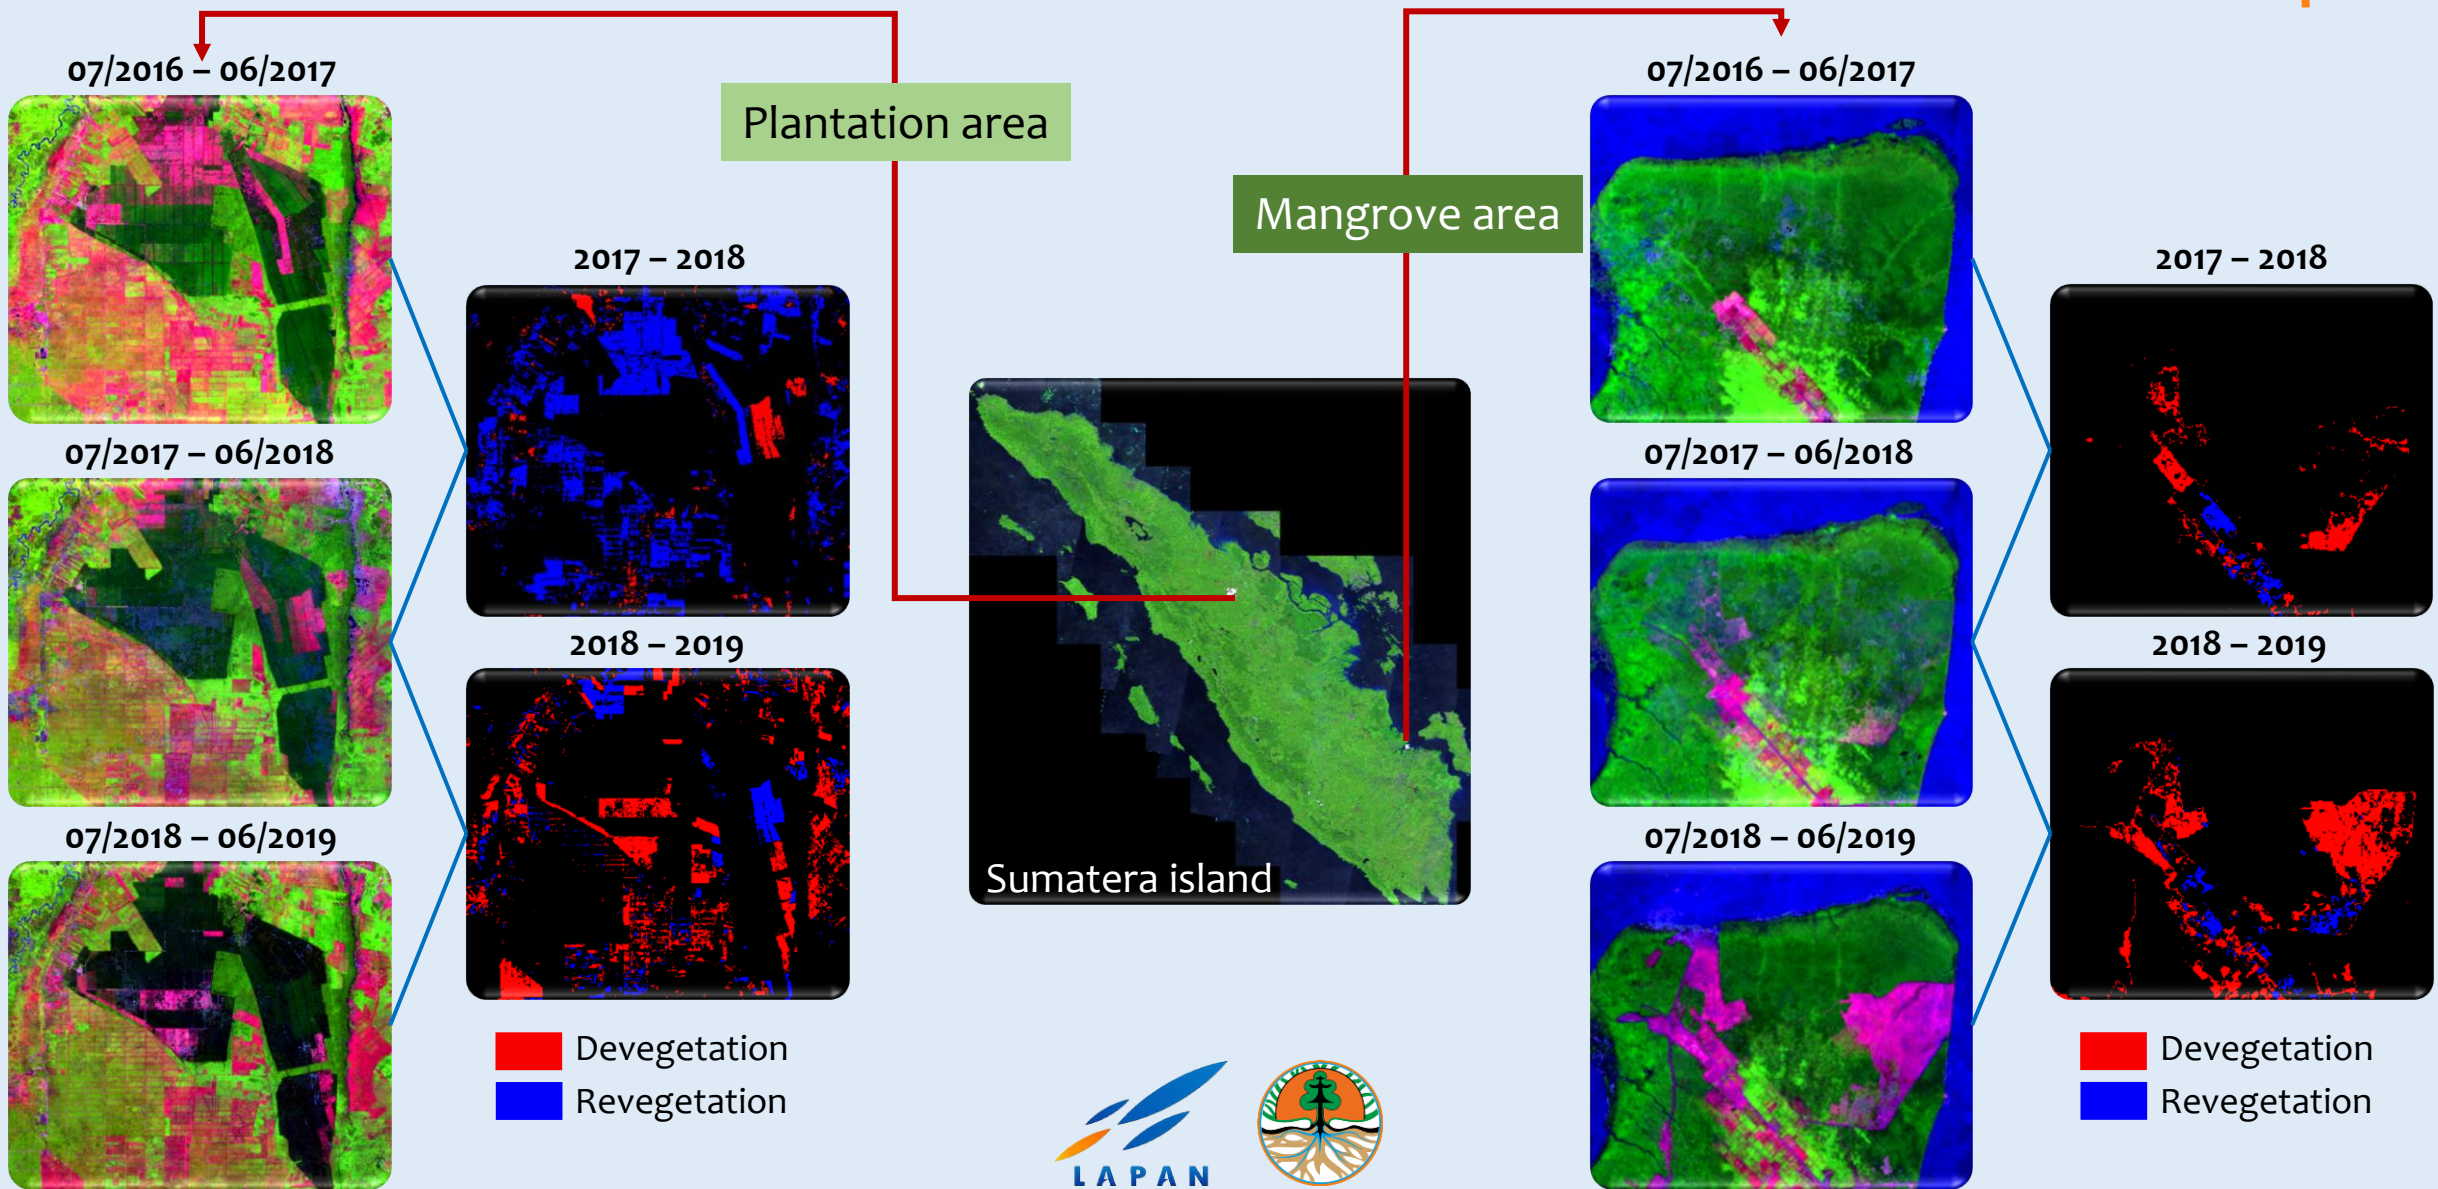 07/2016 – 06/2017
Plantation area
07/2016 – 06/2017
Mangrove area
2017 – 2018
2017 – 2018
07/2017 – 06/2018
07/2017 – 06/2018
2018 – 2019
2018 – 2019
07/2018 – 06/2019
07/2018 – 06/2019
Sumatera island
Devegetation
Revegetation
Devegetation
Revegetation
LAPAN